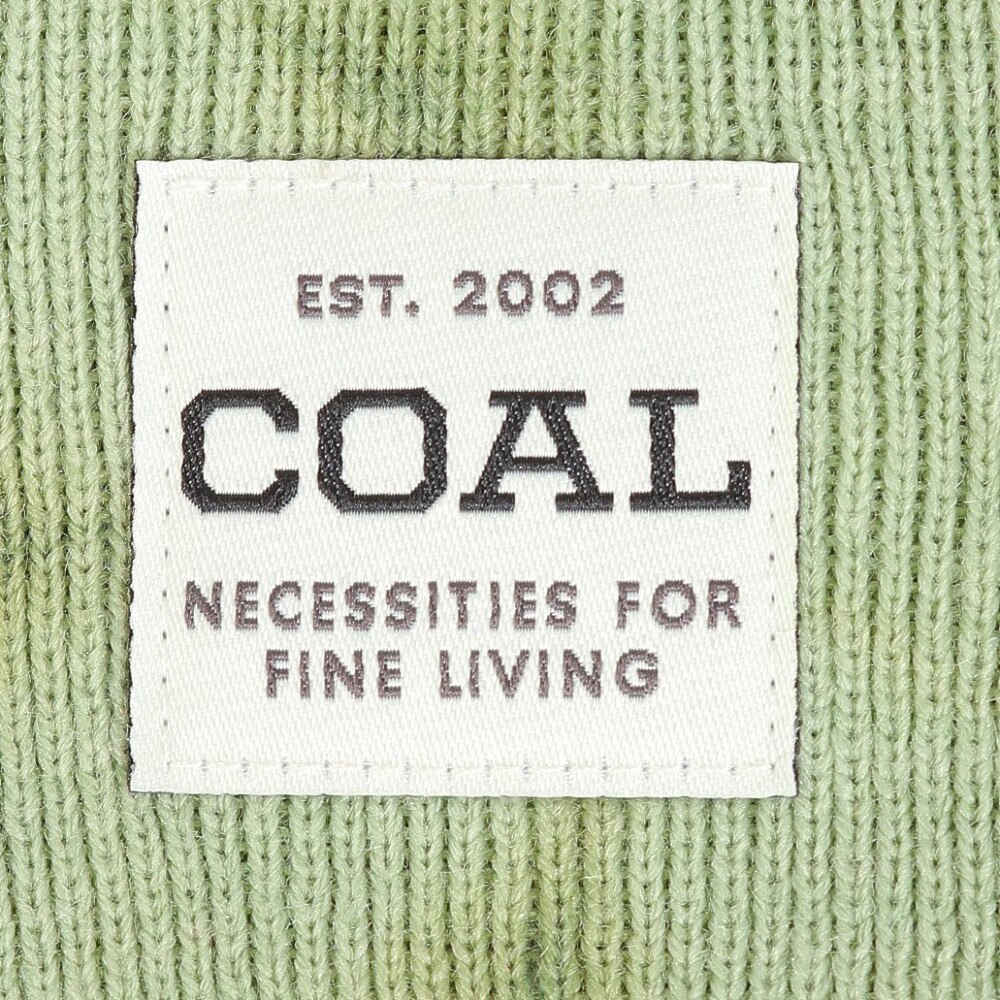 EST. 2002
COAL
NECESSITIES FOR
FINE LIVING